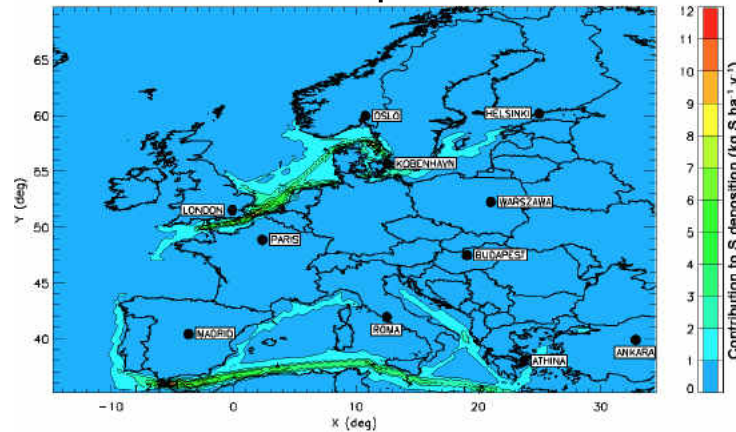 65
60
55
50
45
40
Y (deg)
OSLO
HELSINKI
KØBENHAVN
LONDON
WARSZAWA
PARIS
BUDAPEST
MADRID
ROMA
ATHINA
ANKARA
-10
0
10
20
30
X (deg)
12
11
10
9
8
7
6
5
4
3
2
1
0
Contribution to S deposition (kg S ha⁻¹ y⁻¹)